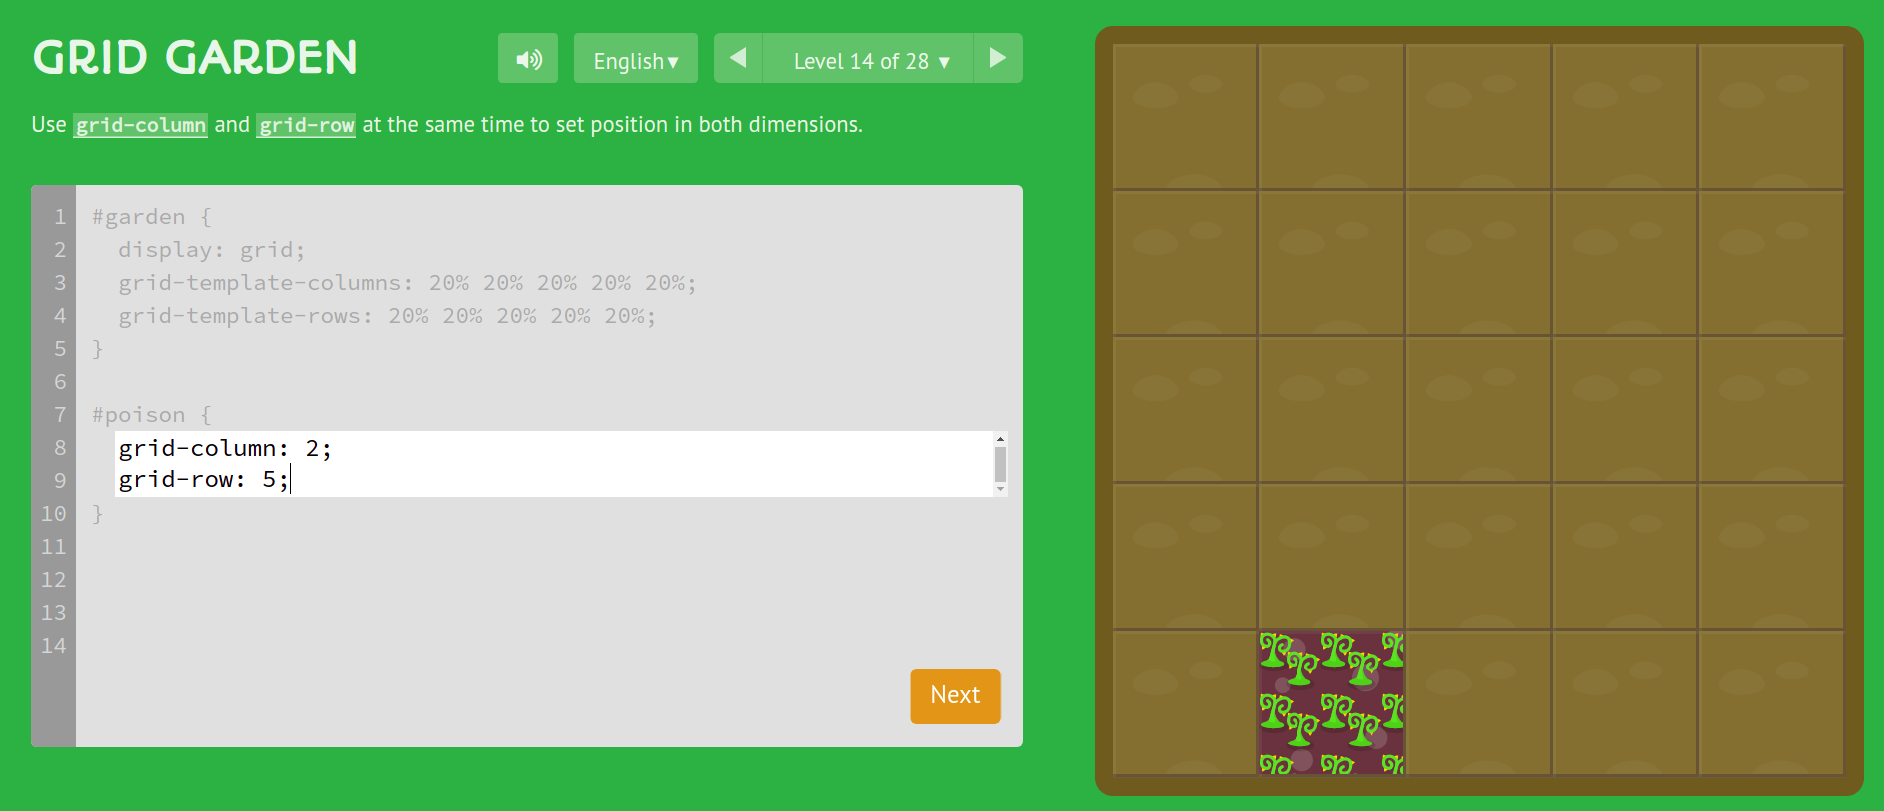 GRID GARDEN
English ▾
Level 14 of 28 ▾
Use grid-column and grid-row at the same time to set position in both dimensions.
1 #garden {
2 display: grid;
3 grid-template-columns: 20% 20% 20% 20% 20%;
4 grid-template-rows: 20% 20% 20% 20% 20%;
5 }
6
7 #poison {
8 grid-column: 2;
9 grid-row: 5;
10 }
11
12
13
14
Next